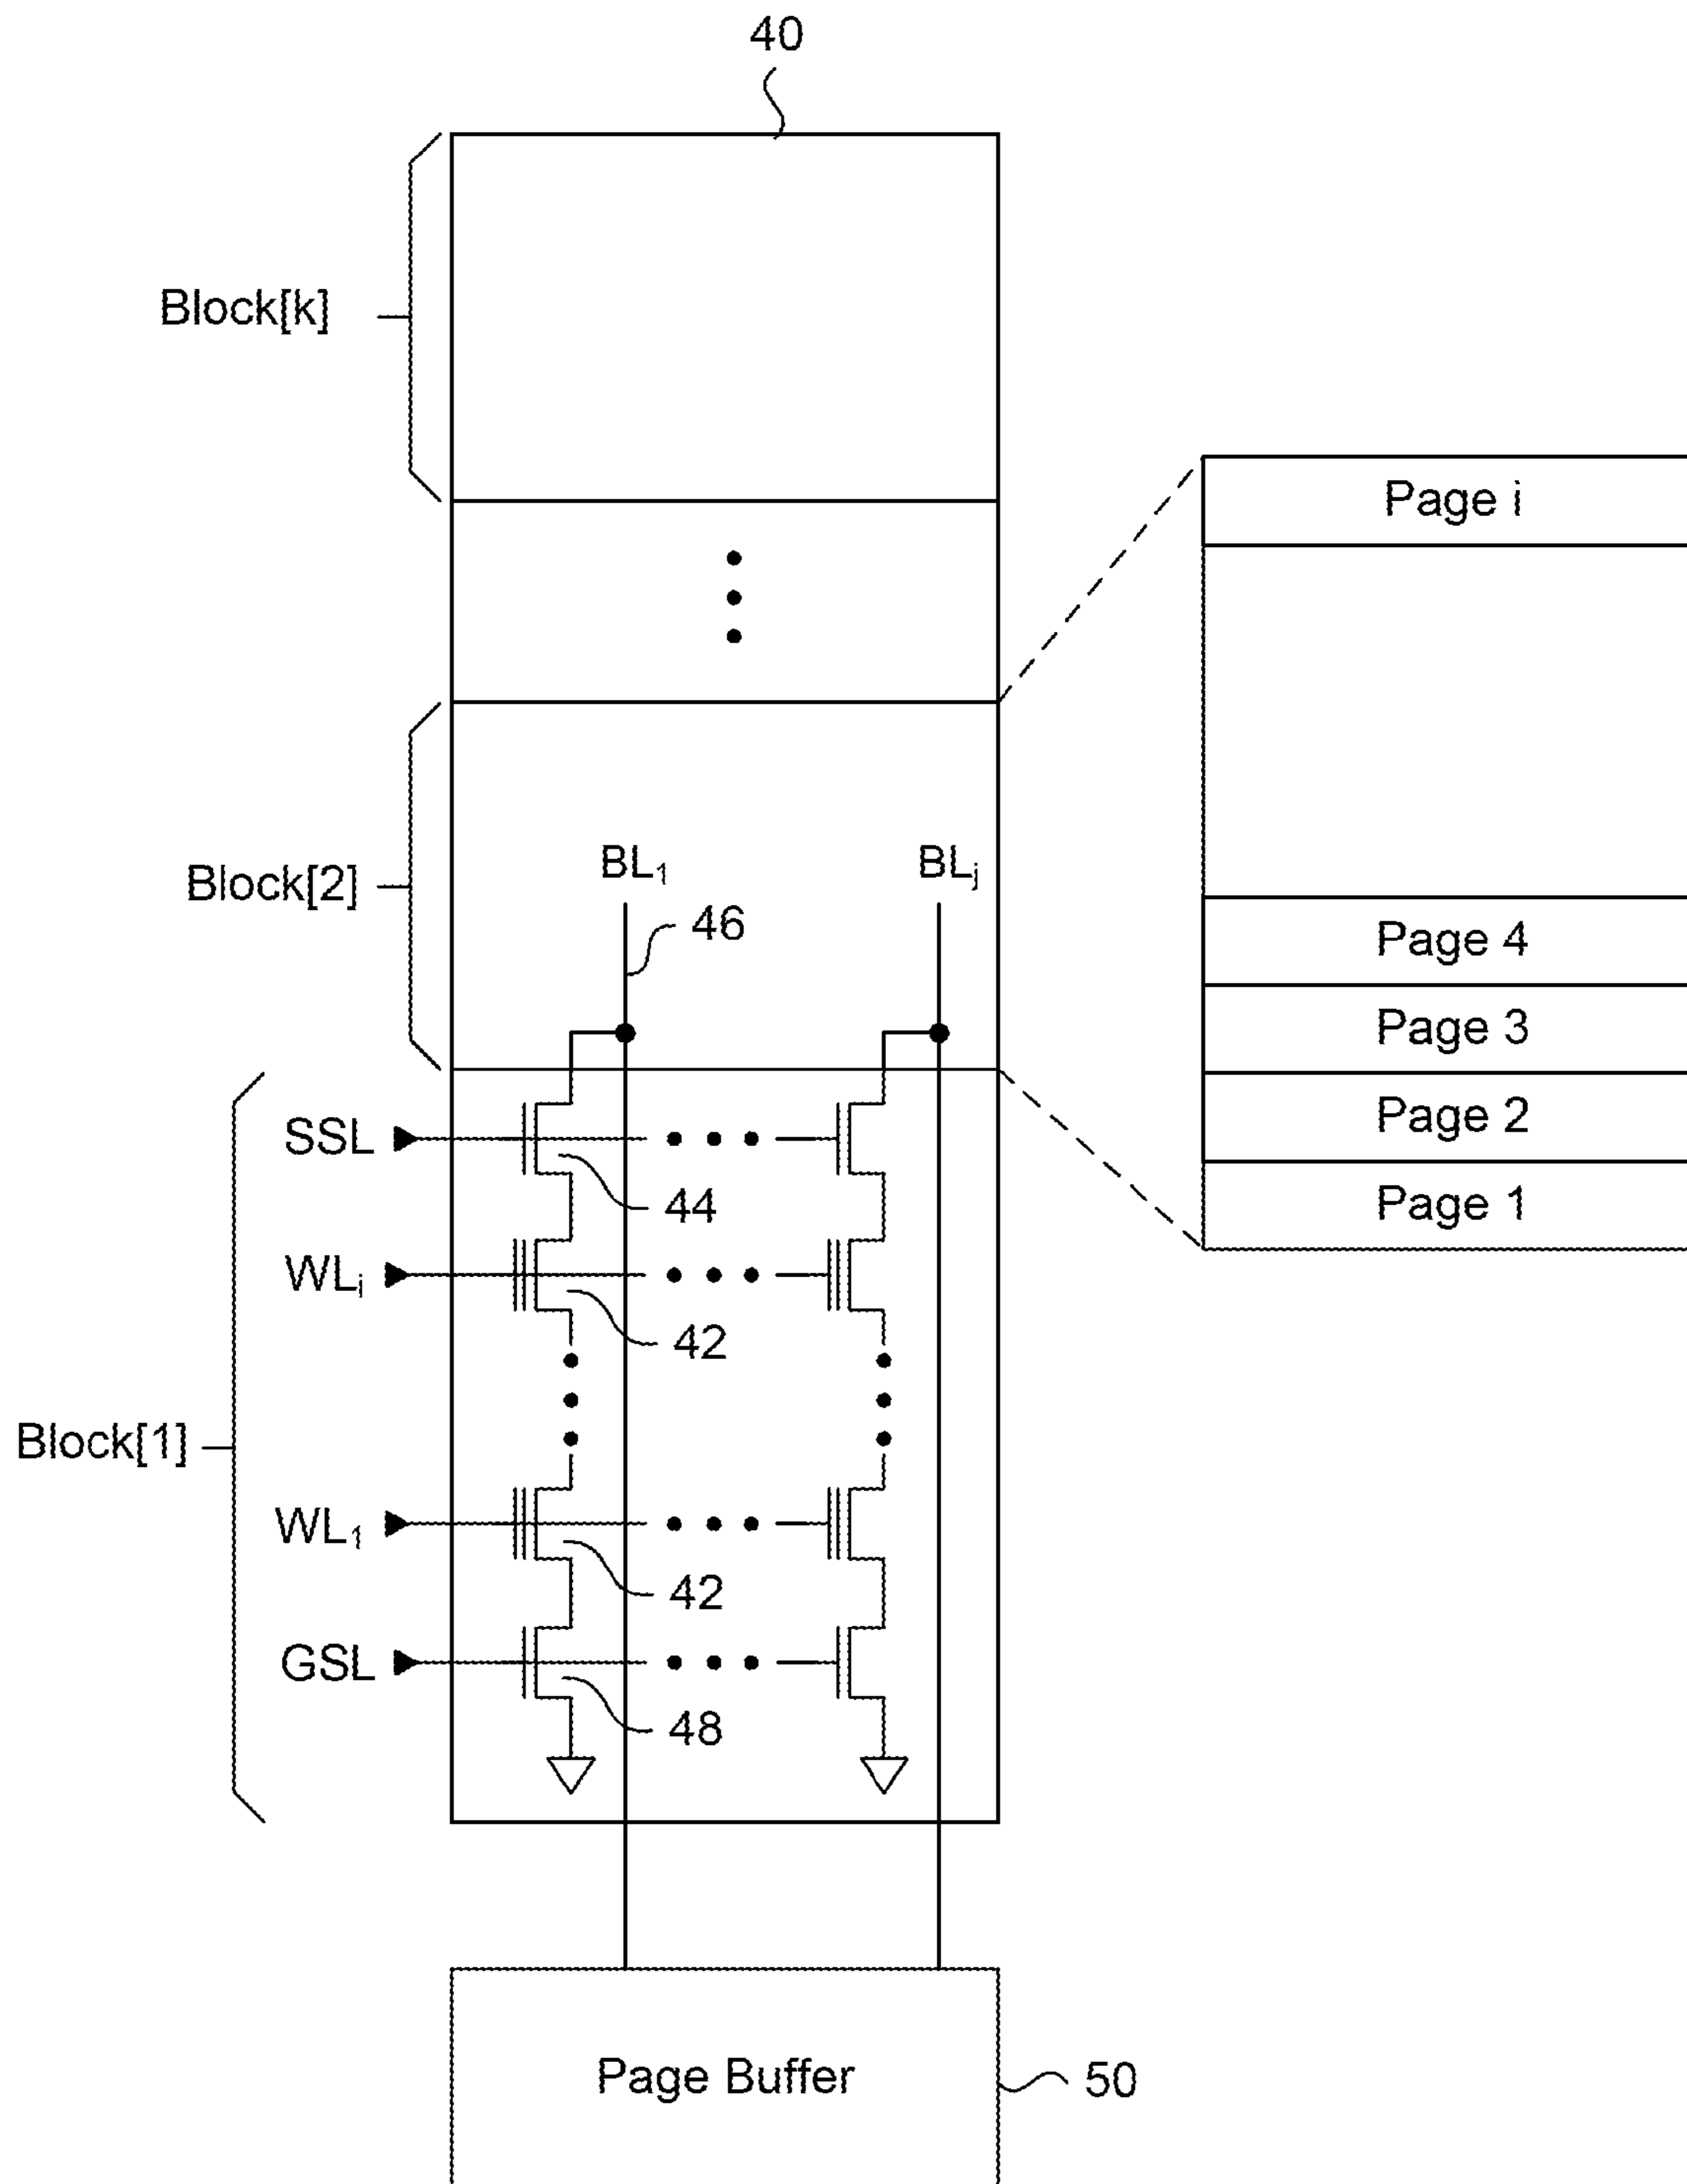 40
Block[k]
Page i
Block[2]
BL₁
BLⱼ
46
Page 4
Page 3
Page 2
Page 1
SSL
44
WLᵢ
42
Block[1]
WL₁
42
GSL
48
Page Buffer
50